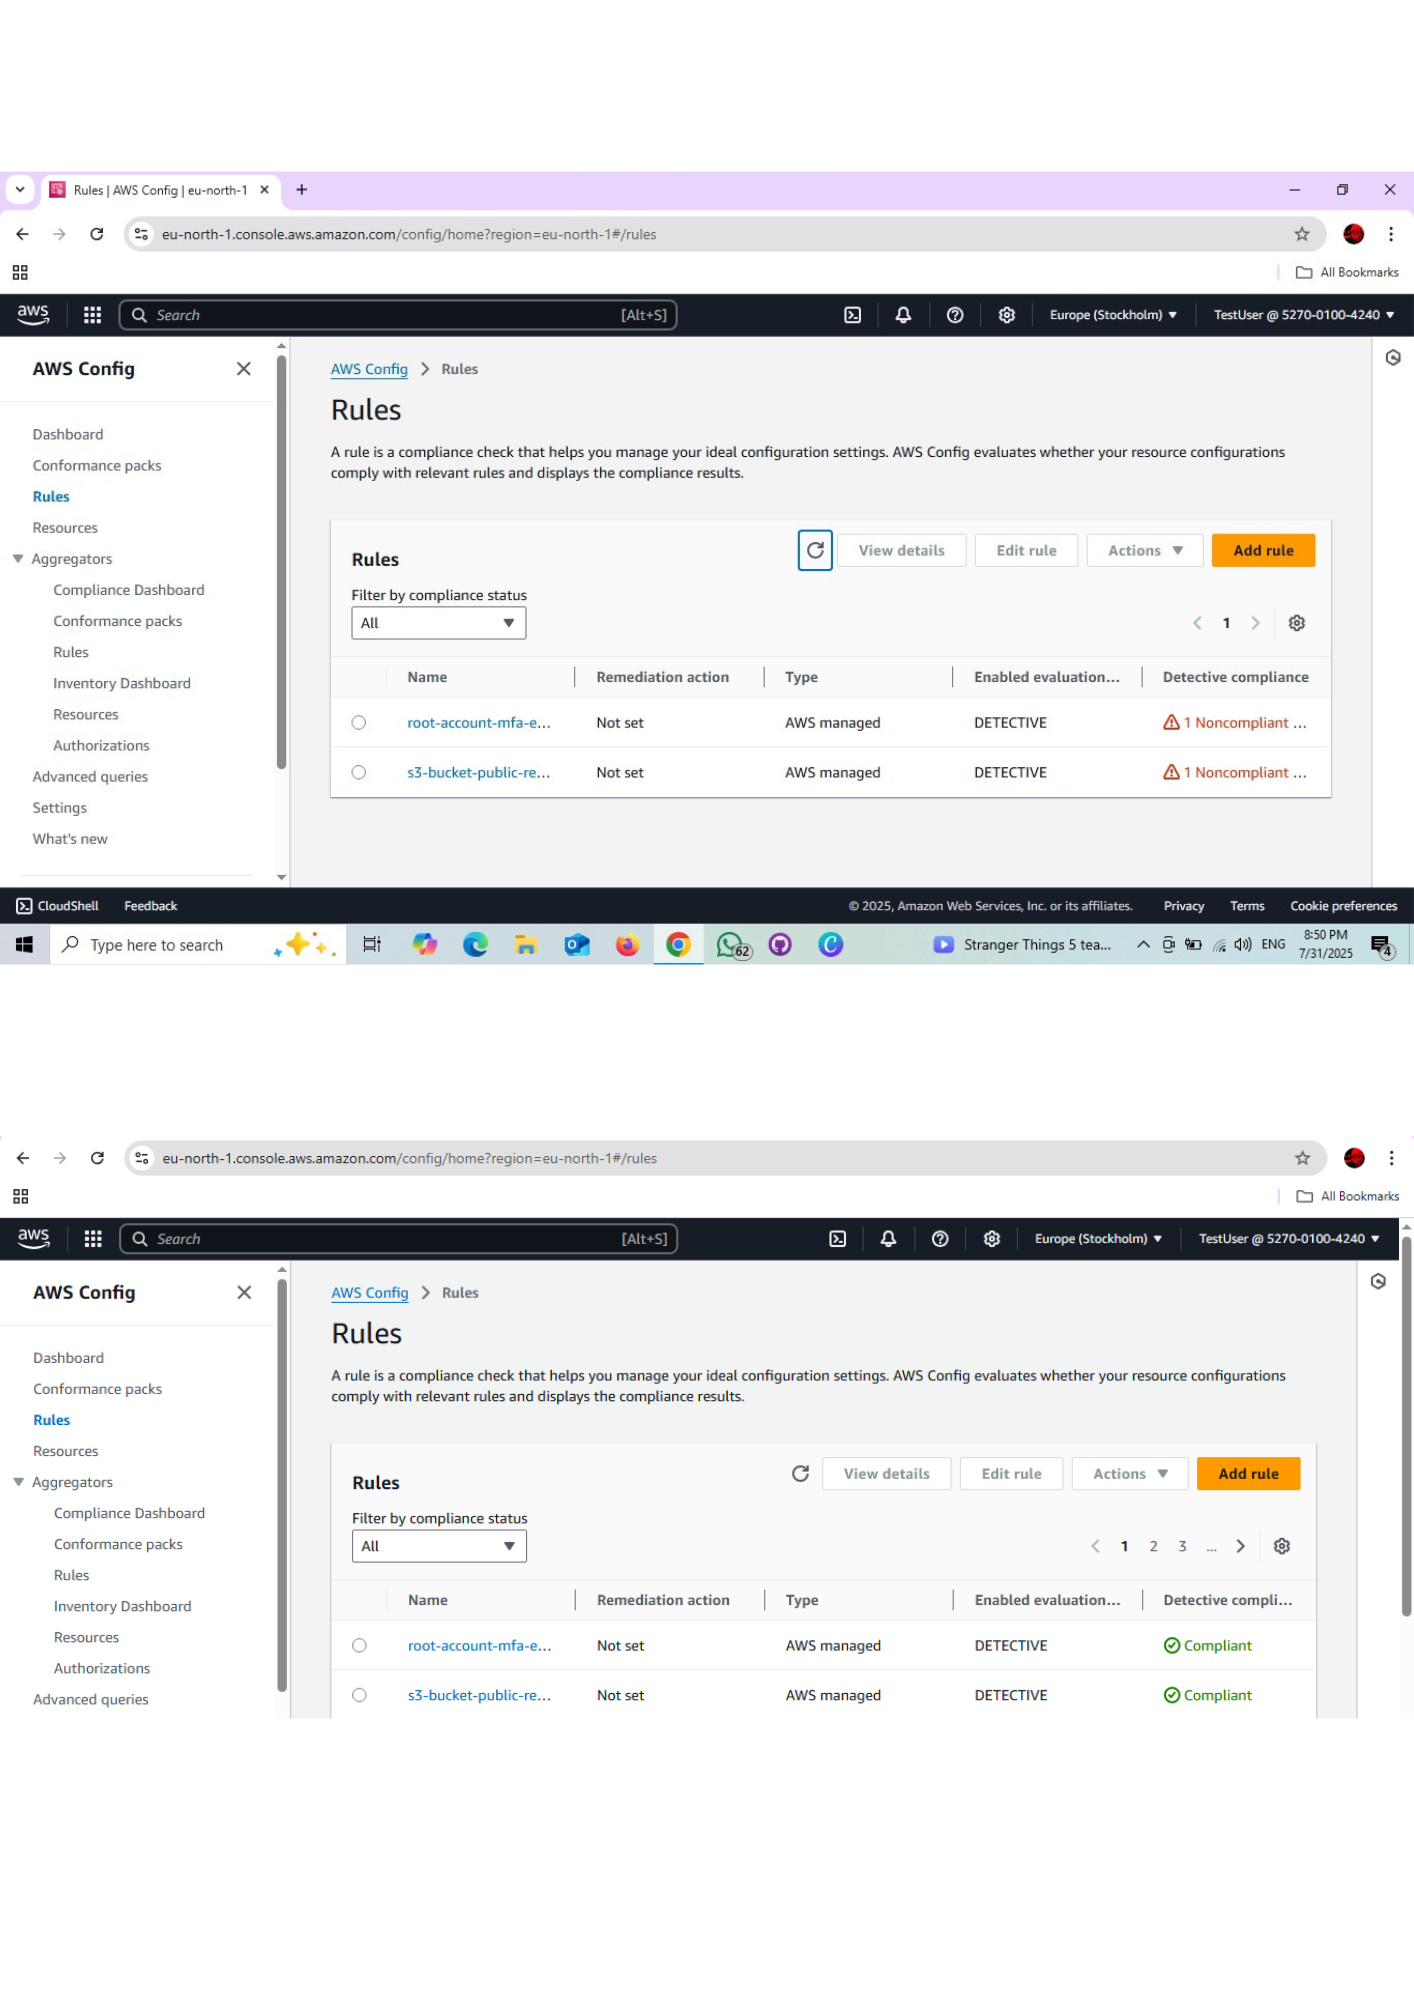 Rules | AWS Config | eu-north-1
eu-north-1.console.aws.amazon.com/config/home?region=eu-north-1#/rules
All Bookmarks
aws
Search [Alt+S]
Europe (Stockholm)
TestUser @ 5270-0100-4240
AWS Config
Dashboard
Conformance packs
Rules
Resources
Aggregators
Compliance Dashboard
Conformance packs
Rules
Inventory Dashboard
Resources
Authorizations
Advanced queries
Settings
What's new
AWS Config > Rules
Rules
A rule is a compliance check that helps you manage your ideal configuration settings. AWS Config evaluates whether your resource configurations
comply with relevant rules and displays the compliance results.
Rules
View details
Edit rule
Actions
Add rule
Filter by compliance status
All
1
Name Remediation action Type Enabled evaluation... Detective compliance
root-account-mfa-e... Not set AWS managed DETECTIVE 1 Noncompliant ...
s3-bucket-public-re... Not set AWS managed DETECTIVE 1 Noncompliant ...
CloudShell Feedback © 2025, Amazon Web Services, Inc. or its affiliates. Privacy Terms Cookie preferences
Type here to search
62
Stranger Things 5 tea...
ENG
8:50 PM
7/31/2025
4
eu-north-1.console.aws.amazon.com/config/home?region=eu-north-1#/rules
All Bookmarks
aws
Search [Alt+S]
Europe (Stockholm)
TestUser @ 5270-0100-4240
AWS Config
Dashboard
Conformance packs
Rules
Resources
Aggregators
Compliance Dashboard
Conformance packs
Rules
Inventory Dashboard
Resources
Authorizations
Advanced queries
AWS Config > Rules
Rules
A rule is a compliance check that helps you manage your ideal configuration settings. AWS Config evaluates whether your resource configurations
comply with relevant rules and displays the compliance results.
Rules
View details
Edit rule
Actions
Add rule
Filter by compliance status
All
1 2 3 ...
Name Remediation action Type Enabled evaluation... Detective compli...
root-account-mfa-e... Not set AWS managed DETECTIVE Compliant
s3-bucket-public-re... Not set AWS managed DETECTIVE Compliant